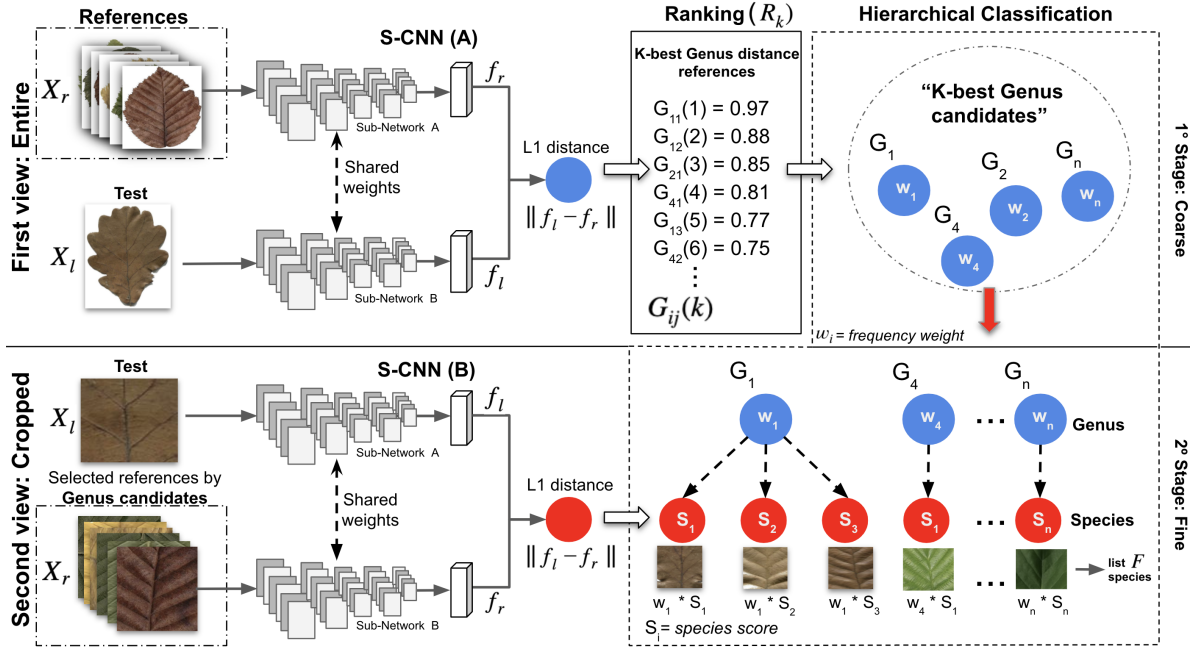 References
Ranking (R_k)
Hierarchical Classification
First view: Entire
X_r
S-CNN (A)
Sub-Network A
f_r
Shared
weights
Test
X_l
Sub-Network B
f_l
L1 distance
|| f_l – f_r ||
K-best Genus distance
references
G_11(1) = 0.97
G_12(2) = 0.88
G_21(3) = 0.85
G_41(4) = 0.81
G_13(5) = 0.77
G_42(6) = 0.75
⋮
G_ij(k)
“K-best Genus
candidates”
G_1
w_1
G_2
w_2
G_n
w_n
G_4
w_4
w_i = frequency weight
1º Stage: Coarse
Second view: Cropped
Test
X_l
Selected references by
Genus candidates
X_r
S-CNN (B)
Sub-Network A
f_l
Shared
weights
Sub-Network B
f_r
L1 distance
|| f_l – f_r ||
G_1
G_4
G_n
w_1
w_4
...
w_n
Genus
S_1
S_2
S_3
S_1
...
S_n
Species
...
list F
species
w_1 * S_1
w_1 * S_2
w_1 * S_3
w_4 * S_1
w_n * S_n
S_i = species score
2º Stage: Fine